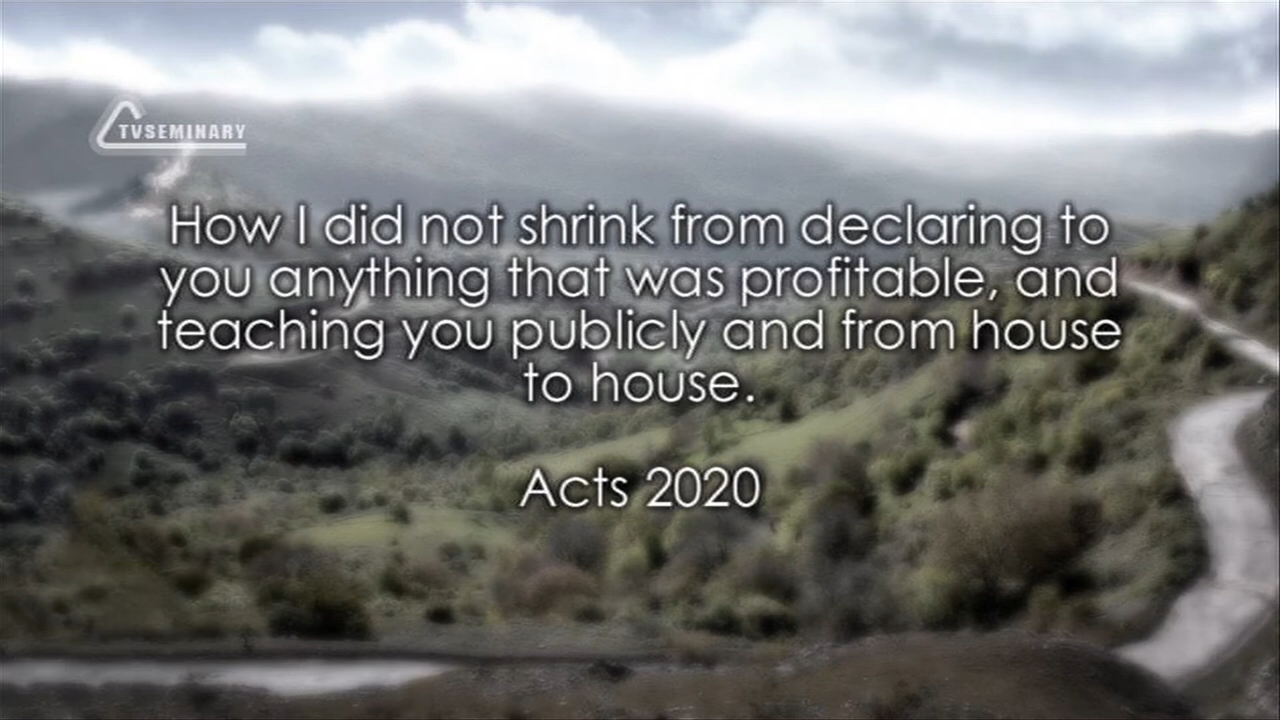 TVSEMINARY
How I did not shrink from declaring to
you anything that was profitable, and
teaching you publicly and from house
to house.
Acts 2020